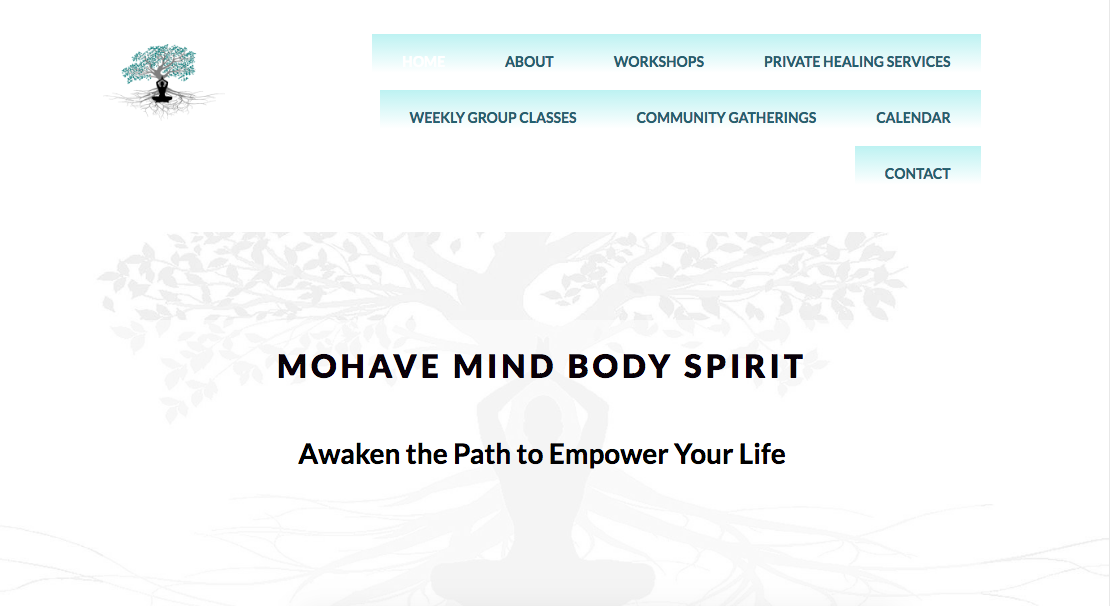 HOME ABOUT WORKSHOPS PRIVATE HEALING SERVICES
WEEKLY GROUP CLASSES COMMUNITY GATHERINGS CALENDAR
CONTACT
MOHAVE MIND BODY SPIRIT
Awaken the Path to Empower Your Life